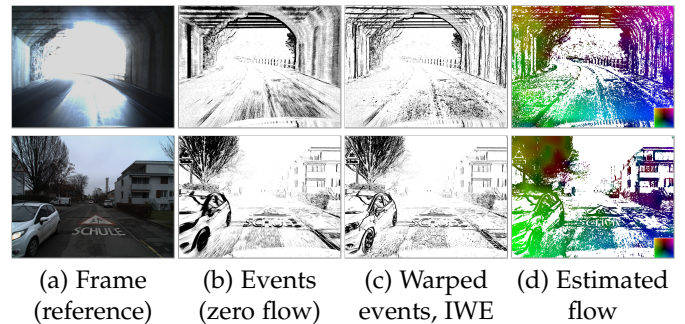 SCHULE
SCHULE
SCHULE
(a) Frame
(reference)
(b) Events
(zero flow)
(c) Warped
events, IWE
(d) Estimated
flow